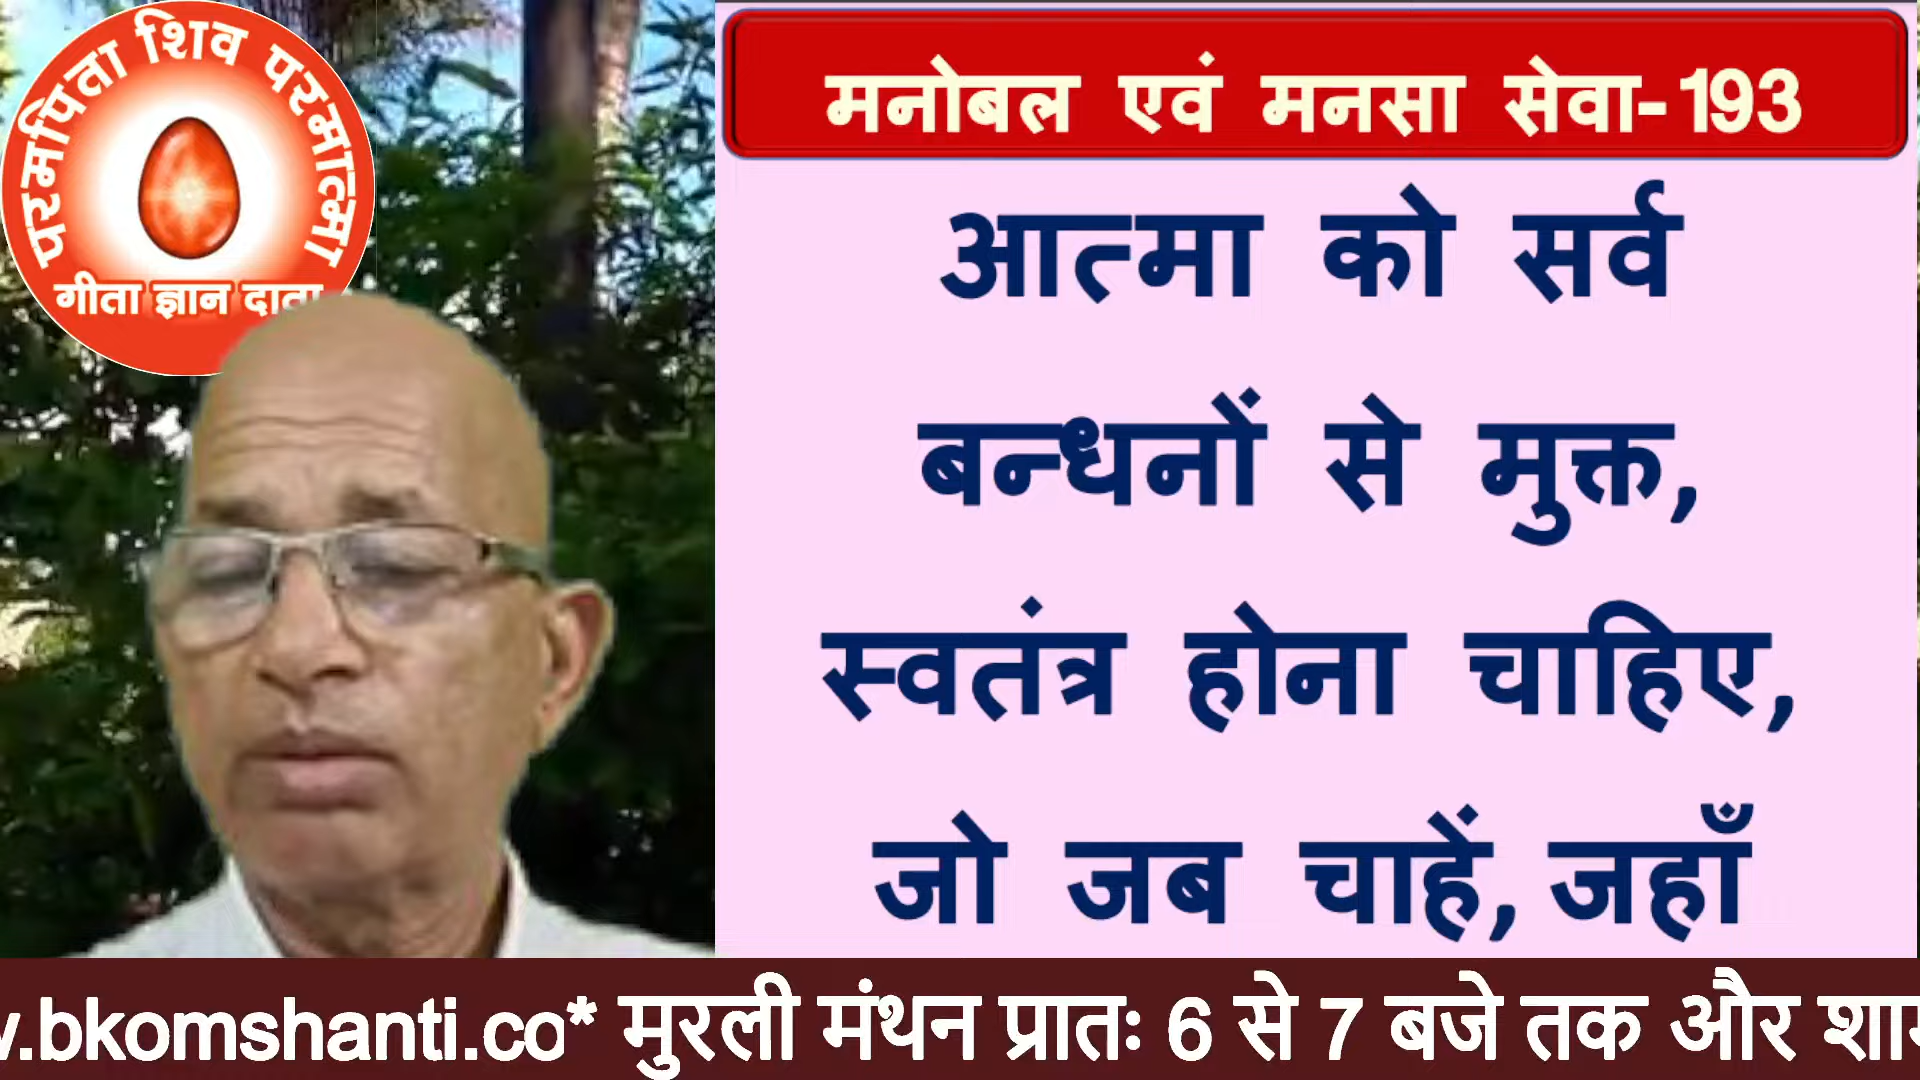 परमपिता शिव परमात्मा
गीता ज्ञान दाता
मनोबल एवं मनसा सेवा-193
आत्मा को सर्व
बन्धनों से मुक्त,
स्वतंत्र होना चाहिए,
जो जब चाहें, जहाँ
.bkomshanti.co* मुरली मंथन प्रातः 6 से 7 बजे तक और